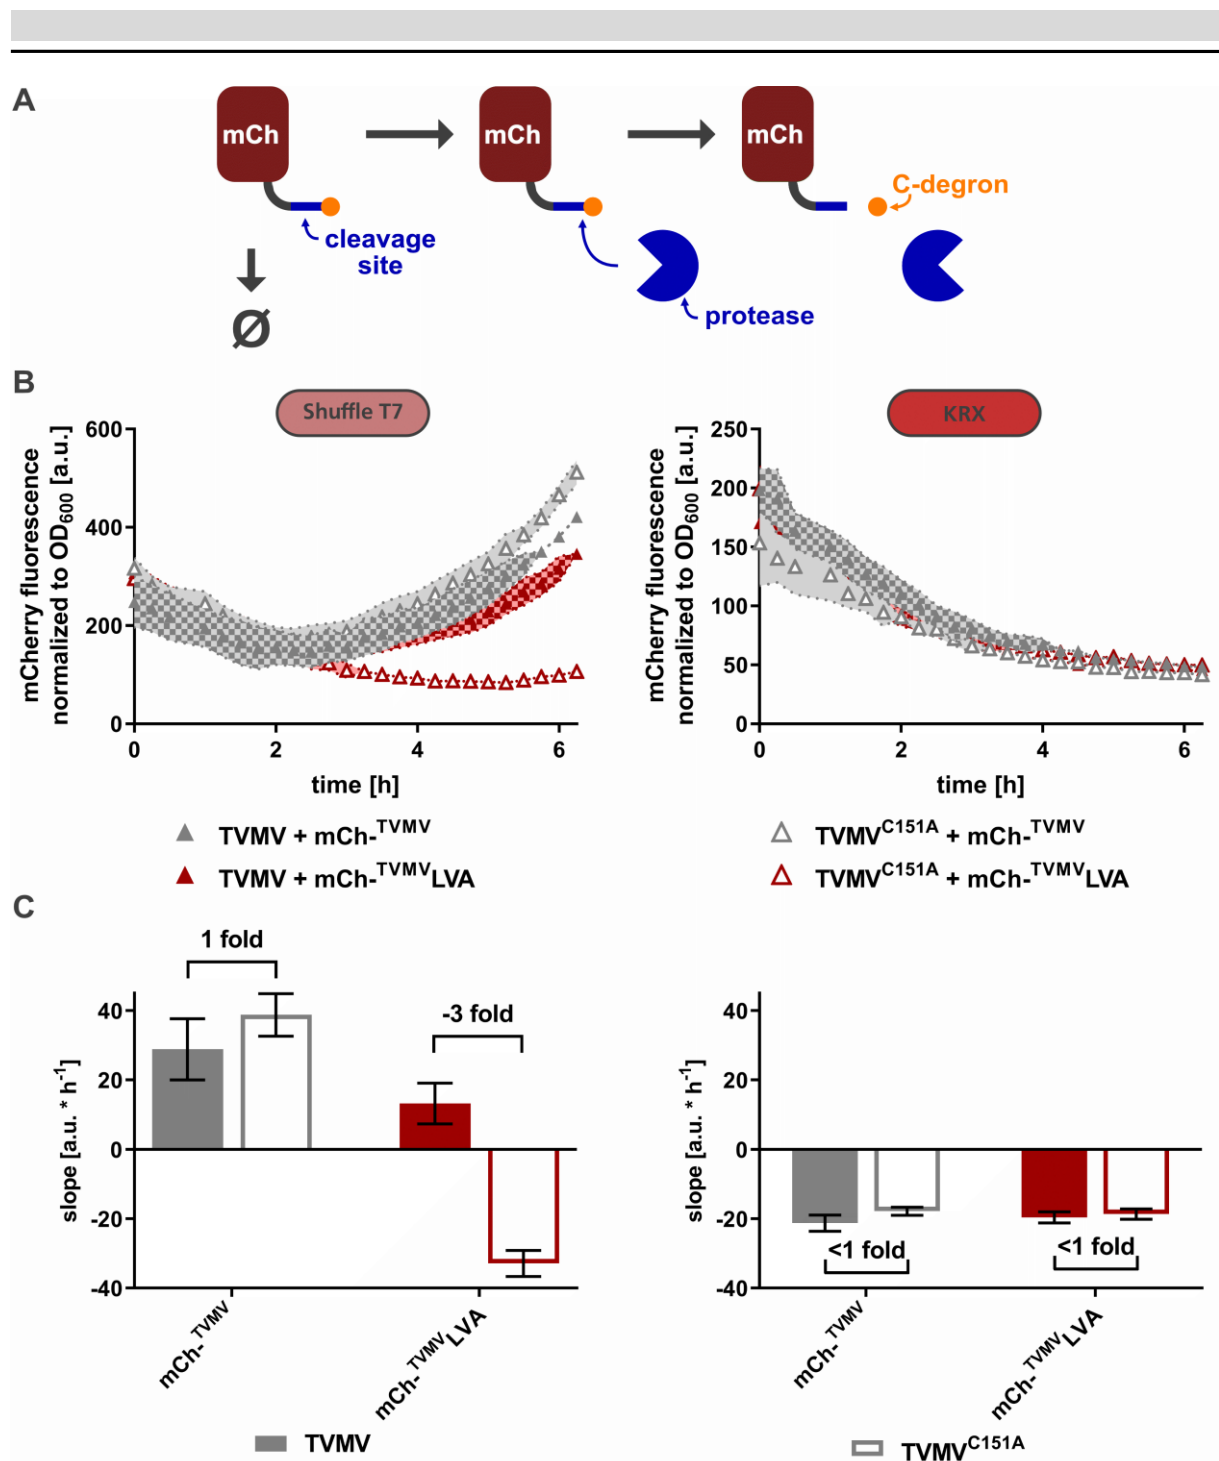 A
mCh
mCh
mCh
C-degron
cleavage
site
protease
Ø
B
Shuffle T7
KRX
mCherry fluorescence
normalized to OD600 [a.u.]
600
400
200
0
0 2 4 6
time [h]
mCherry fluorescence
normalized to OD600 [a.u.]
250
200
150
100
50
0
0 2 4 6
time [h]
TVMV + mCh-TVMV
TVMV + mCh-TVMVLVA
TVMVC151A + mCh-TVMV
TVMVC151A + mCh-TVMVLVA
C
1 fold
-3 fold
slope [a.u. * h-1]
40
20
0
-20
-40
mCh-TVMV
mCh-TVMVLVA
slope [a.u. * h-1]
40
20
0
-20
-40
<1 fold
<1 fold
mCh-TVMV
mCh-TVMVLVA
TVMV
TVMVC151A